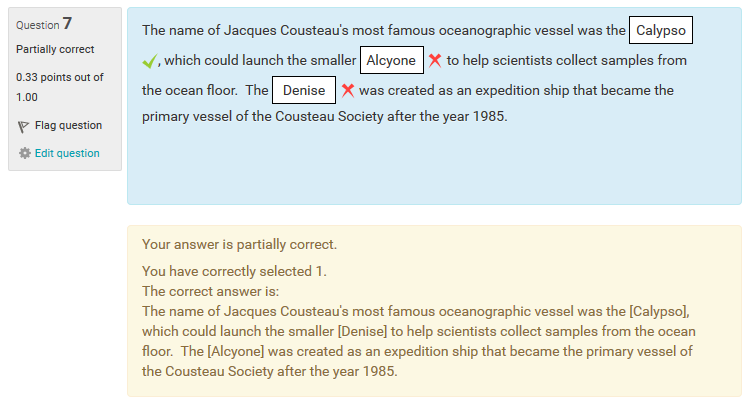 Question 7
Partially correct
0.33 points out of
1.00
Flag question
Edit question
The name of Jacques Cousteau's most famous oceanographic vessel was the Calypso
, which could launch the smaller Alcyone to help scientists collect samples from
the ocean floor.  The Denise was created as an expedition ship that became the
primary vessel of the Cousteau Society after the year 1985.
Your answer is partially correct.
You have correctly selected 1.
The correct answer is:
The name of Jacques Cousteau's most famous oceanographic vessel was the [Calypso],
which could launch the smaller [Denise] to help scientists collect samples from the ocean
floor.  The [Alcyone] was created as an expedition ship that became the primary vessel of
the Cousteau Society after the year 1985.